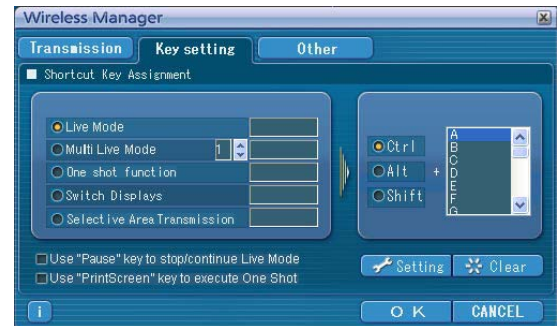 Wireless Manager
Transmission Key setting Other
Shortcut Key Assignment
Live Mode
Multi Live Mode 1
One shot function
Switch Displays
Selective Area Transmission
Ctrl
Alt +
Shift
A
B
C
D
E
F
G
Use "Pause" key to stop/continue Live Mode
Use "PrintScreen" key to execute One Shot
Setting Clear
i OK CANCEL